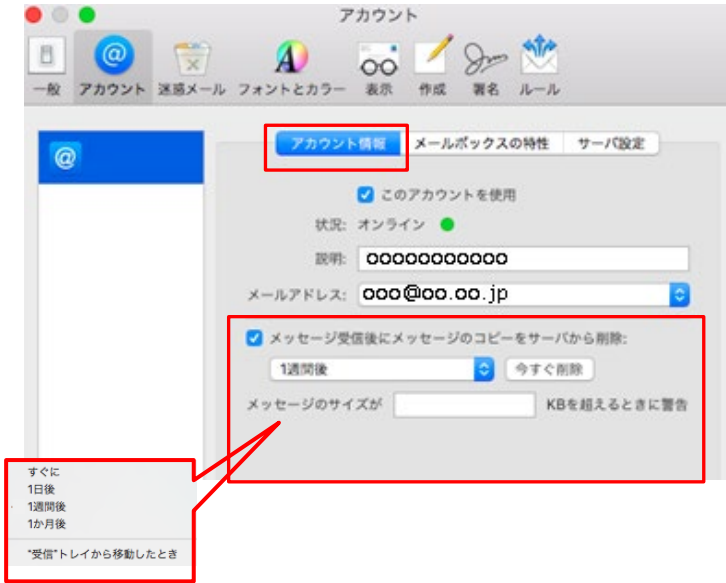 アカウント
一般 アカウント 迷惑メール フォントとカラー 表示 作成 署名 ルール
アカウント情報 メールボックスの特性 サーバ設定
このアカウントを使用
状況: オンライン
説明: ooooooooooo
メールアドレス: ooo@oo.oo.jp
メッセージ受信後にメッセージのコピーをサーバから削除:
1週間後 今すぐ削除
メッセージのサイズが KBを超えるときに警告
すぐに
1日後
1週間後
1か月後
"受信"トレイから移動したとき